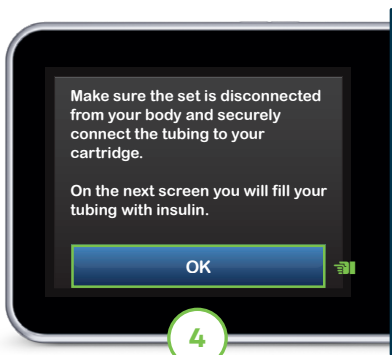 Make sure the set is disconnected
from your body and securely
connect the tubing to your
cartridge.
On the next screen you will fill your
tubing with insulin.
OK
4